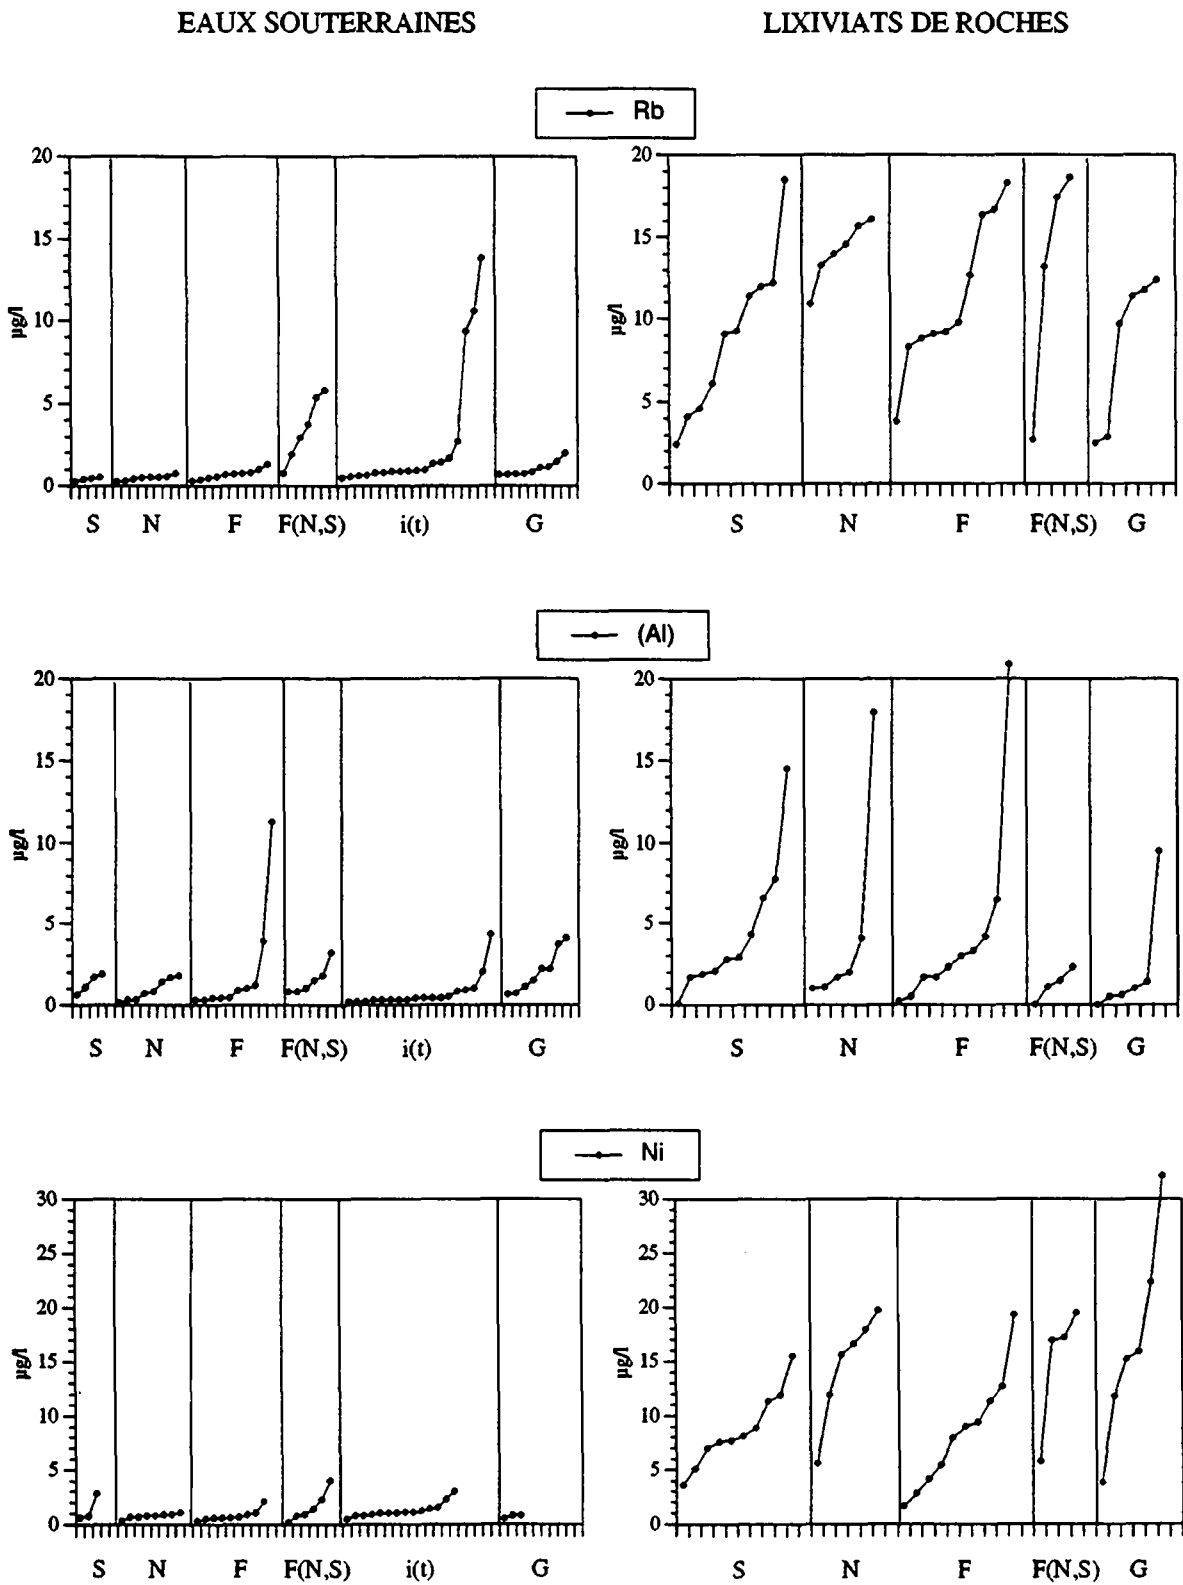 EAUX SOUTERRAINES LIXIVIATS DE ROCHES
Rb
20 20
15 15
µg/l 10 µg/l 10
5 5
0 0
S N F F(N,S) i(t) G S N F F(N,S) G
(Al)
20 20
15 15
µg/l 10 µg/l 10
5 5
0 0
S N F F(N,S) i(t) G S N F F(N,S) G
Ni
30 30
25 25
20 20
µg/l 15 µg/l 15
10 10
5 5
0 0
S N F F(N,S) i(t) G S N F F(N,S) G